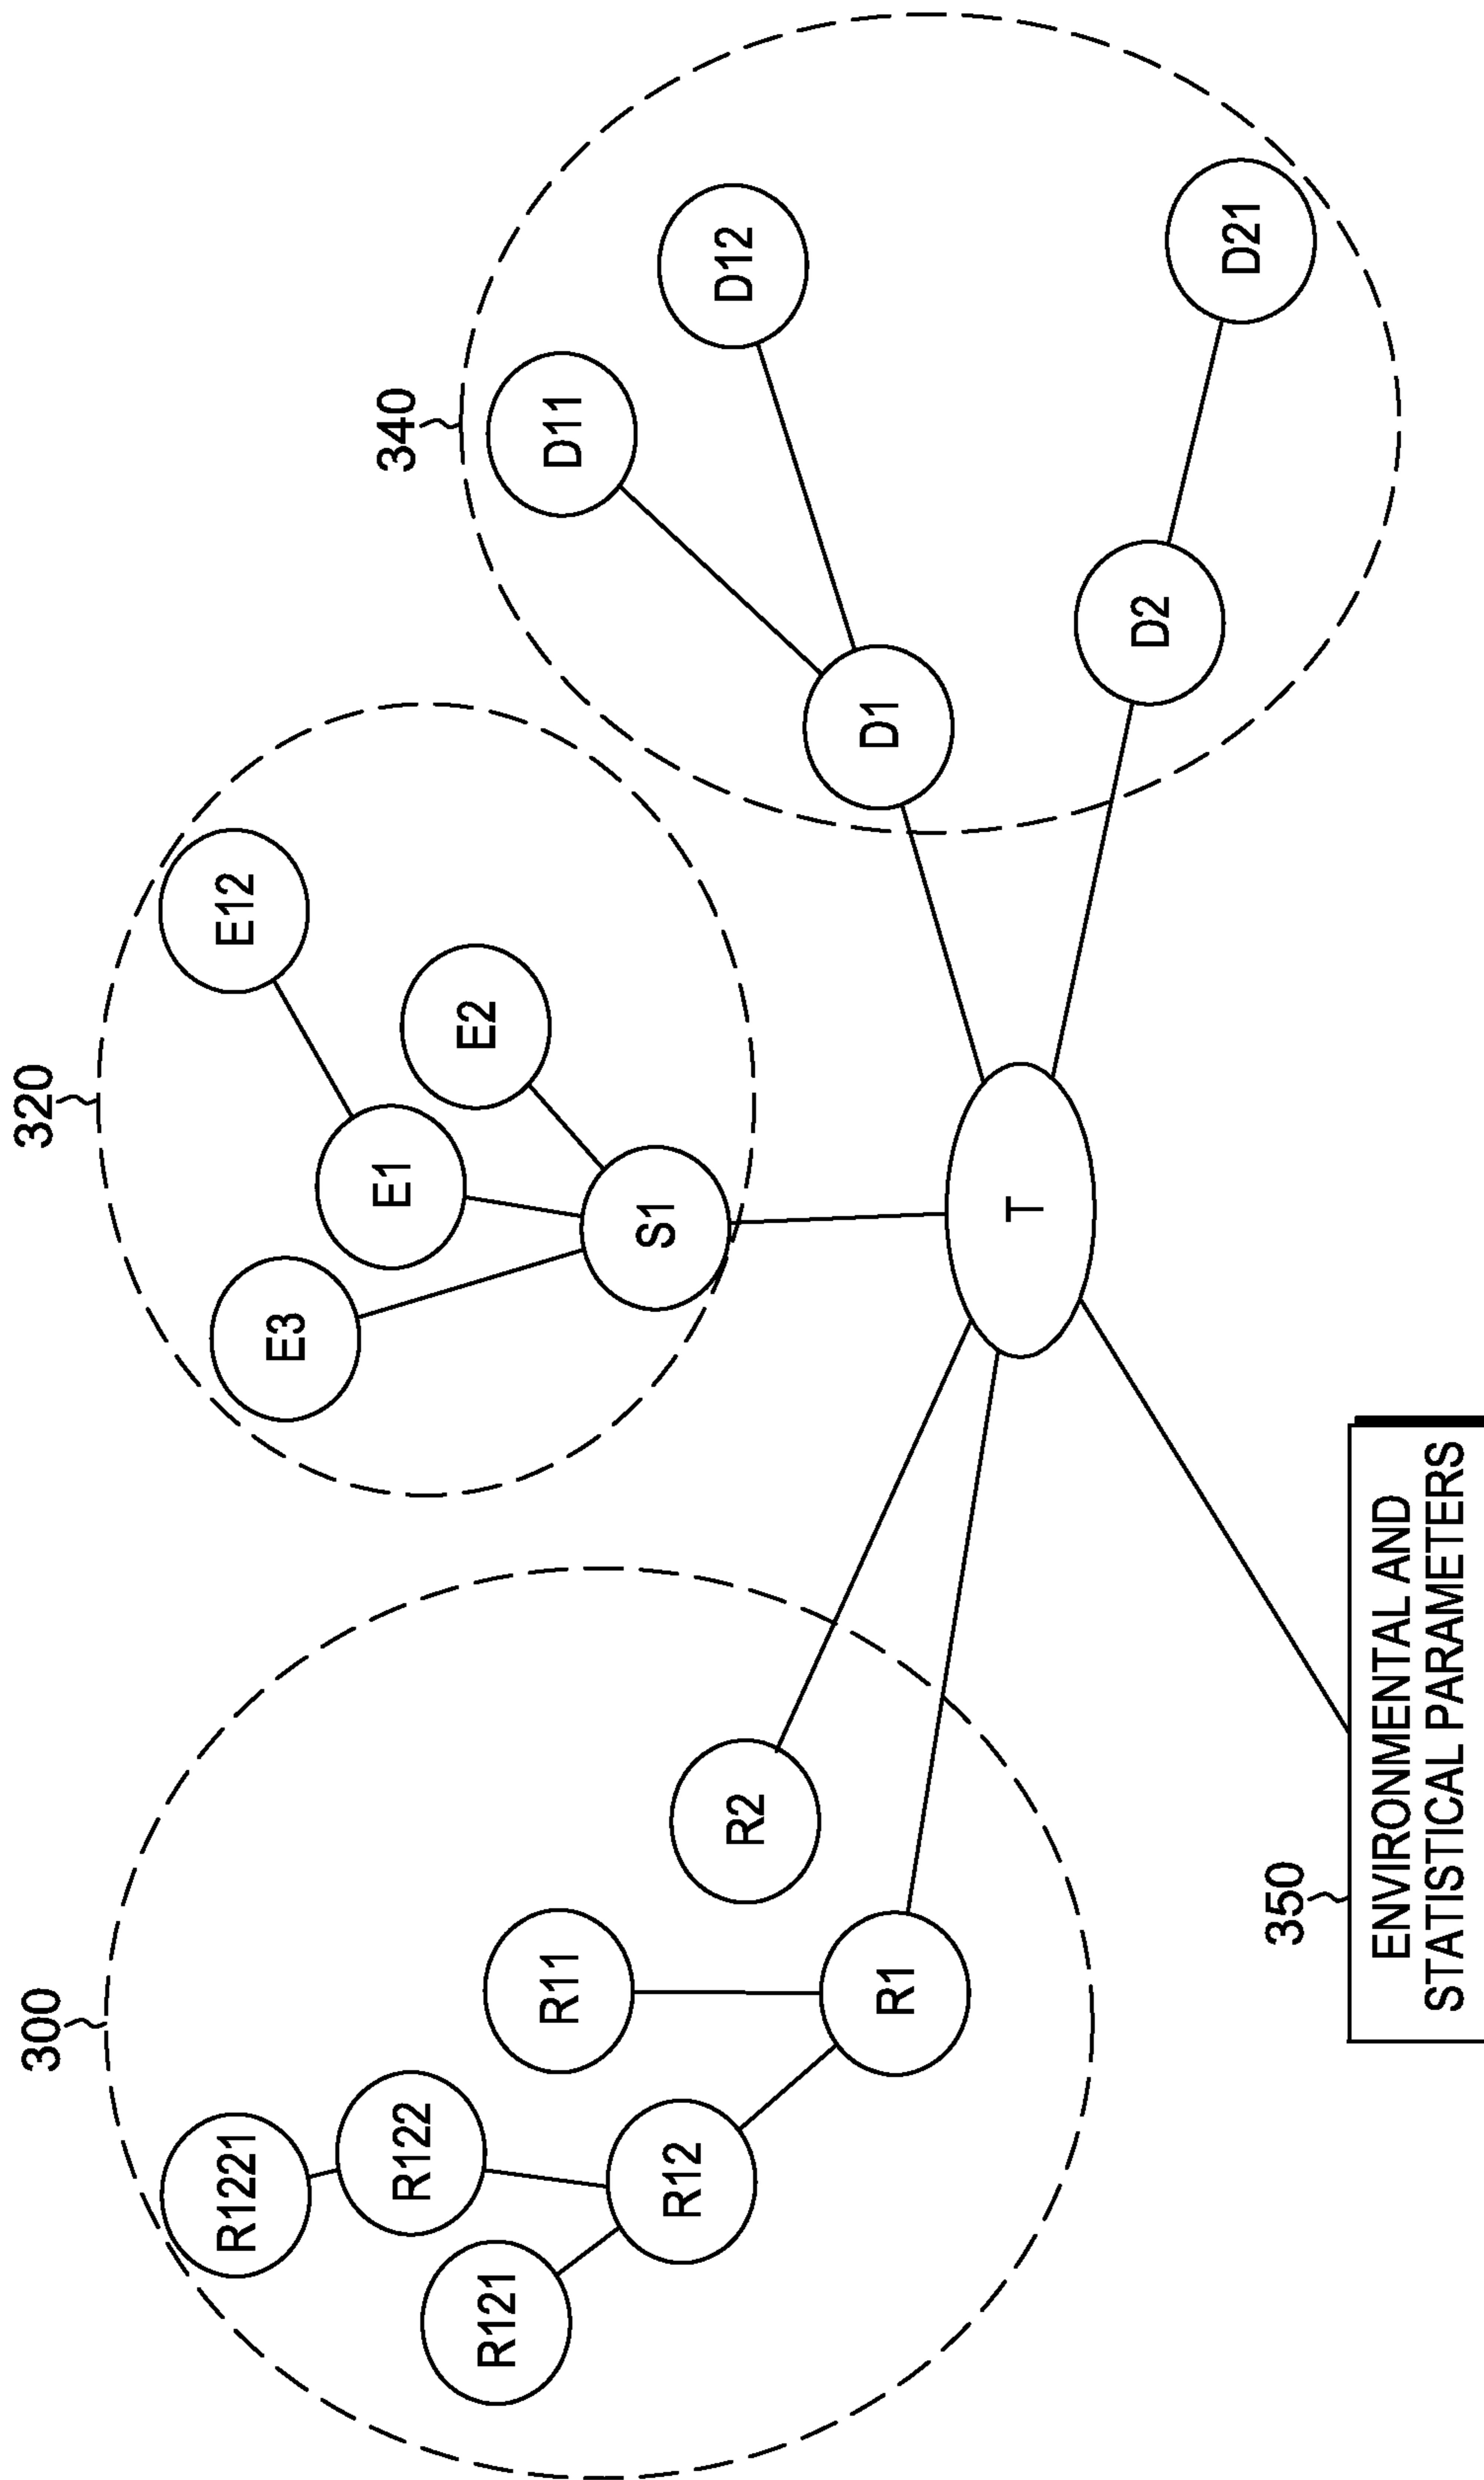 300
R1221
R122
R121
R12
R11
R1
R2
320
E3
E1
E12
E2
S1
340
D11
D12
D1
D2
D21
T
350
ENVIRONMENTAL AND
STATISTICAL PARAMETERS